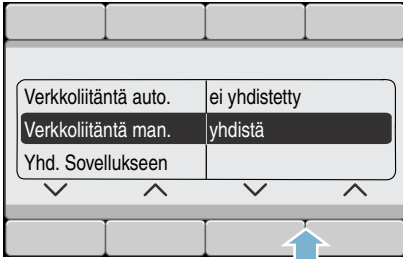 Verkkoliitäntä auto. ei yhdistetty
Verkkoliitäntä man. yhdistä
Yhd. Sovellukseen